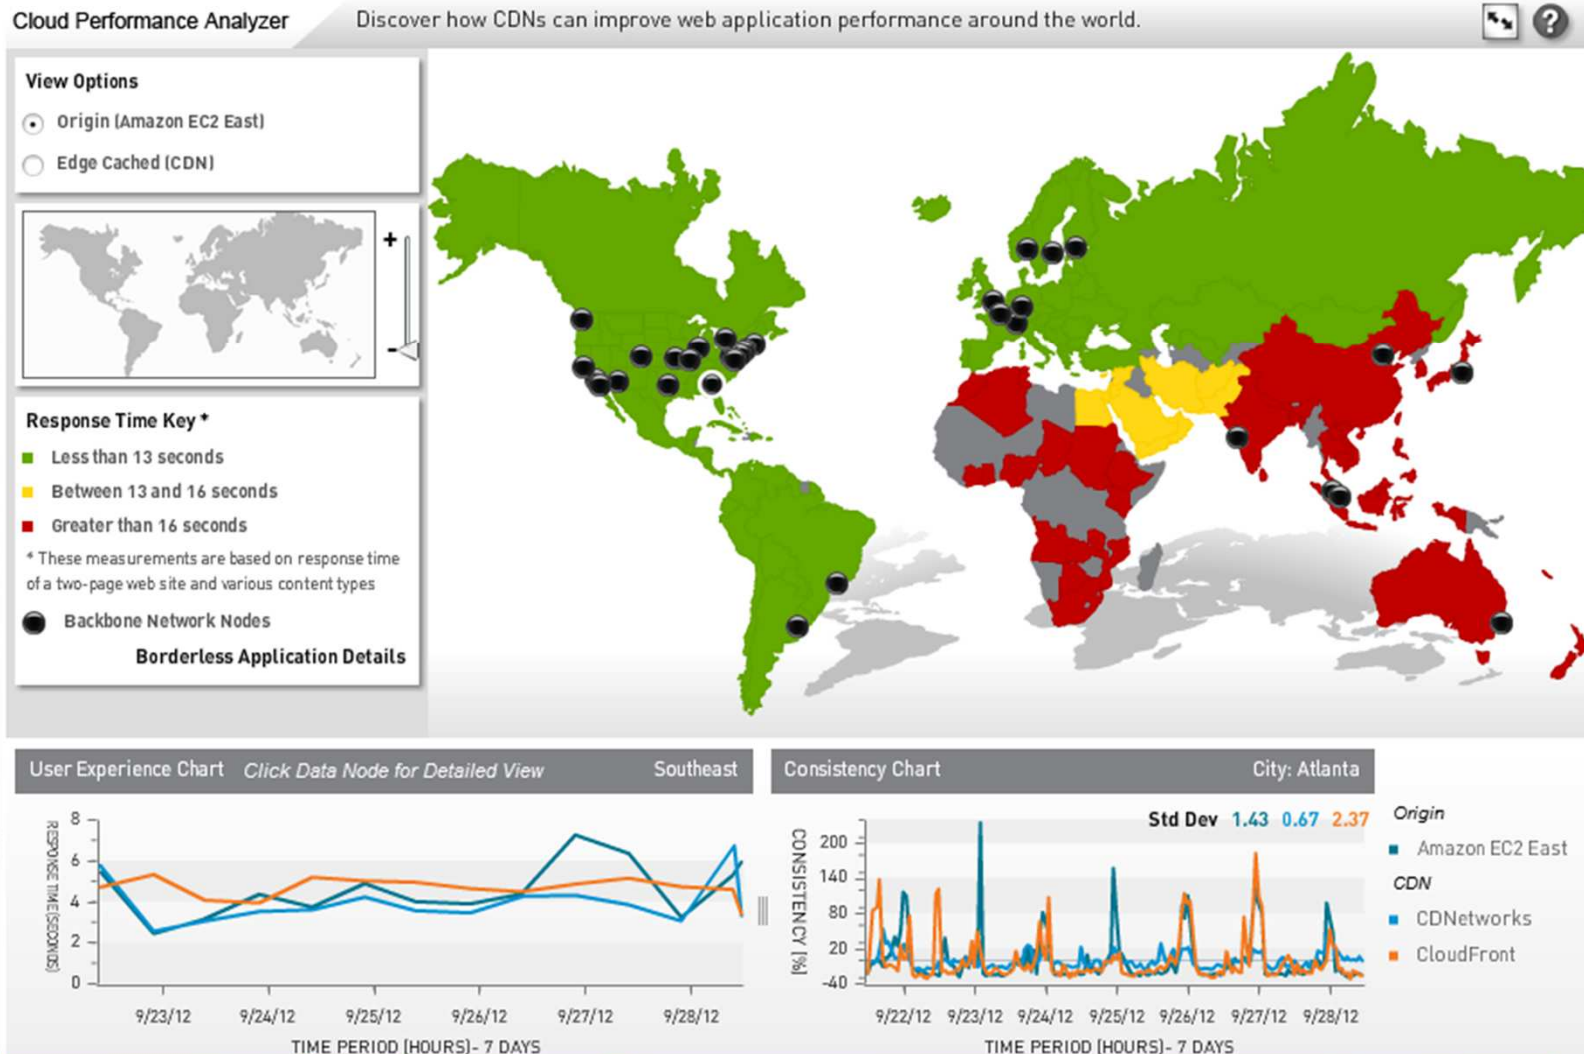 Cloud Performance Analyzer
Discover how CDNs can improve web application performance around the world.
?
View Options
Origin (Amazon EC2 East)
Edge Cached (CDN)
+
-
Response Time Key *
Less than 13 seconds
Between 13 and 16 seconds
Greater than 16 seconds
* These measurements are based on response time
of a two-page web site and various content types
Backbone Network Nodes
Borderless Application Details
User Experience Chart
Click Data Node for Detailed View
Southeast
RESPONSE TIME(SECONDS)
8
6
4
2
0
9/23/12 9/24/12 9/25/12 9/26/12 9/27/12 9/28/12
TIME PERIOD (HOURS)- 7 DAYS
Consistency Chart
City: Atlanta
Std Dev 1.43 0.67 2.37
CONSISTENCY (%)
200
140
80
20
-40
9/22/12 9/23/12 9/24/12 9/25/12 9/26/12 9/27/12 9/28/12
TIME PERIOD (HOURS)- 7 DAYS
Origin
Amazon EC2 East
CDN
CDNetworks
CloudFront